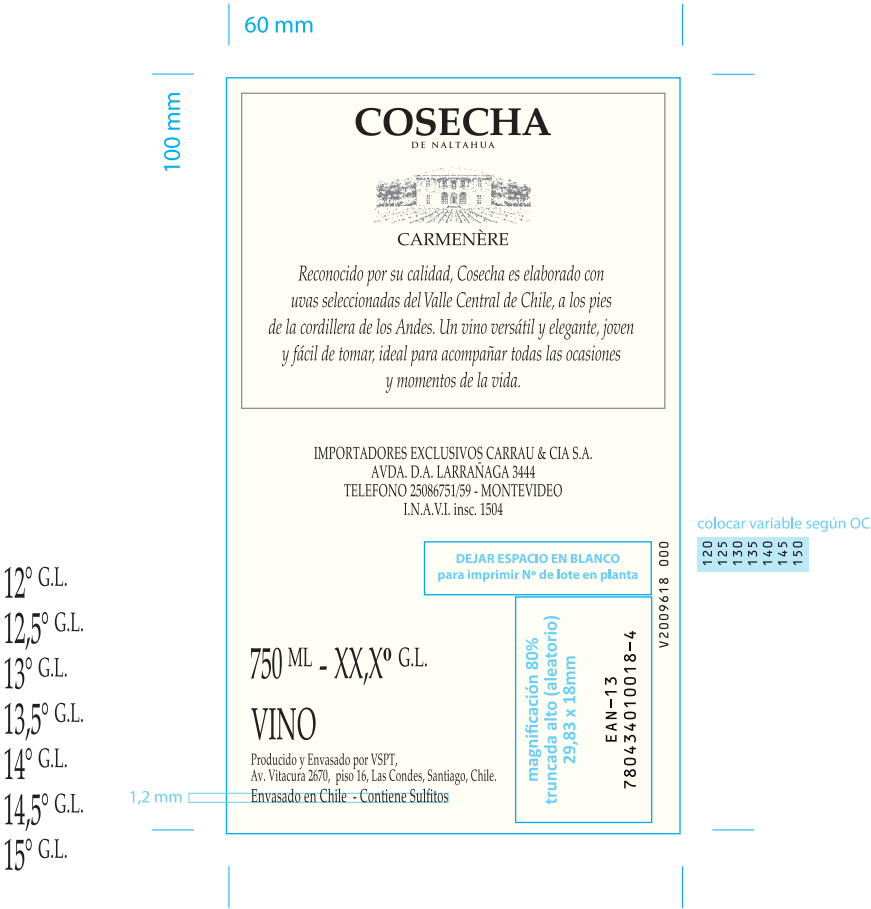 60 mm
100 mm
COSECHA
DE NALTAHUA
CARMENÈRE
Reconocido por su calidad, Cosecha es elaborado con
uvas seleccionadas del Valle Central de Chile, a los pies
de la cordillera de los Andes. Un vino versátil y elegante, joven
y fácil de tomar, ideal para acompañar todas las ocasiones
y momentos de la vida.
IMPORTADORES EXCLUSIVOS CARRAU & CIA S.A.
AVDA. D.A. LARRAÑAGA 3444
TELEFONO 25086751/59 - MONTEVIDEO
I.N.A.V.I. insc. 1504
DEJAR ESPACIO EN BLANCO
para imprimir Nº de lote en planta
V2009618 000
colocar variable según OC
120
125
130
135
140
145
150
magnificación 80%
truncada alto (aleatorio)
29,83 x 18mm
EAN-13
780434010018-4
750 ML - XX,Xº G.L.
VINO
Producido y Envasado por VSPT,
Av. Vitacura 2670, piso 16, Las Condes, Santiago, Chile.
Envasado en Chile - Contiene Sulfitos
1,2 mm
12° G.L.
12,5° G.L.
13° G.L.
13,5° G.L.
14° G.L.
14,5° G.L.
15° G.L.